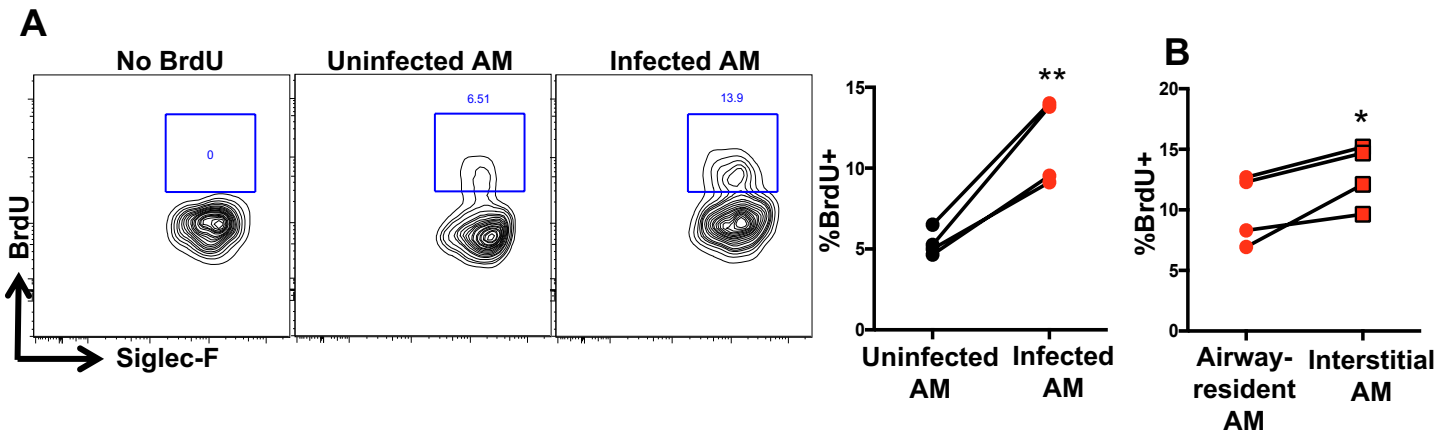 A
No BrdU
Uninfected AM
Infected AM
0
6.51
13.9
BrdU
Siglec-F
%BrdU+
15
10
5
0
**
Uninfected
AM
Infected
AM
B
%BrdU+
20
15
10
5
0
*
Airway-
resident
AM
Interstitial
AM